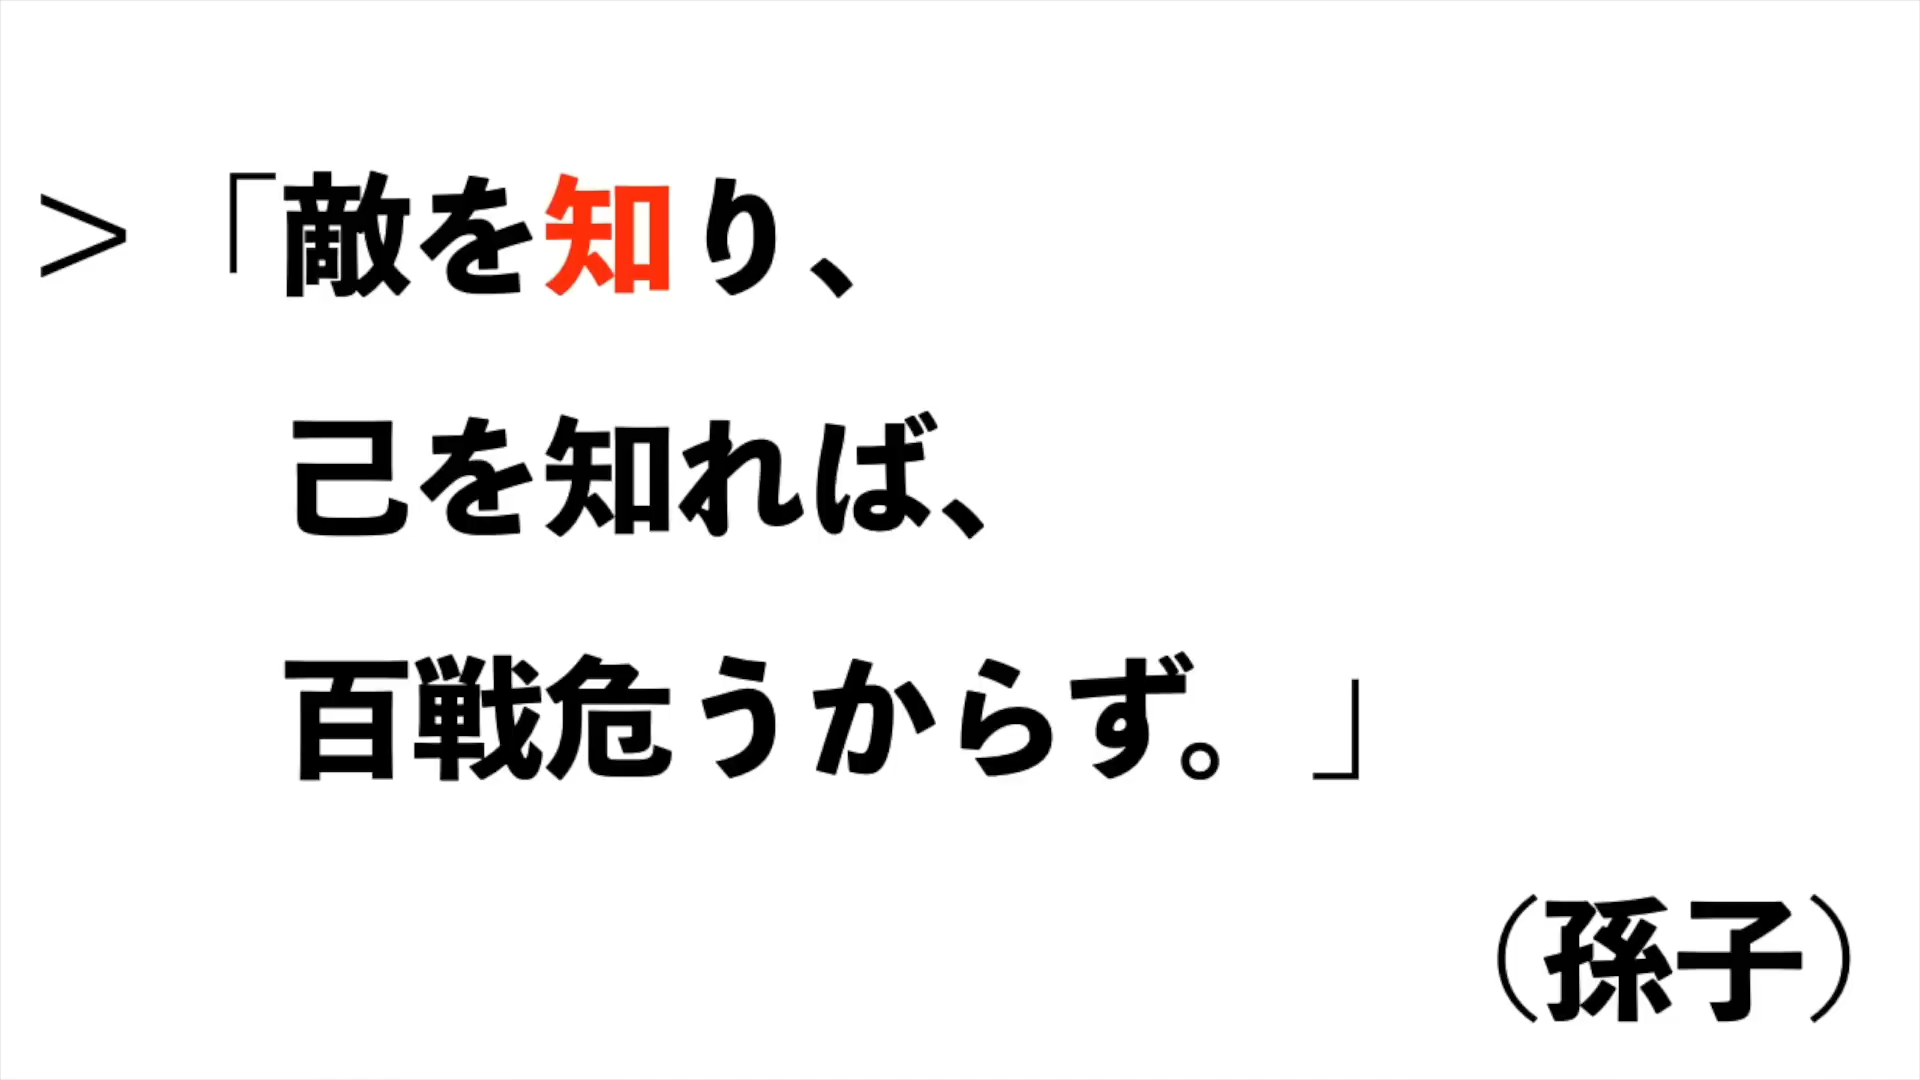 >「敵を知り、
己を知れば、
百戦危うからず。」
(孫子)